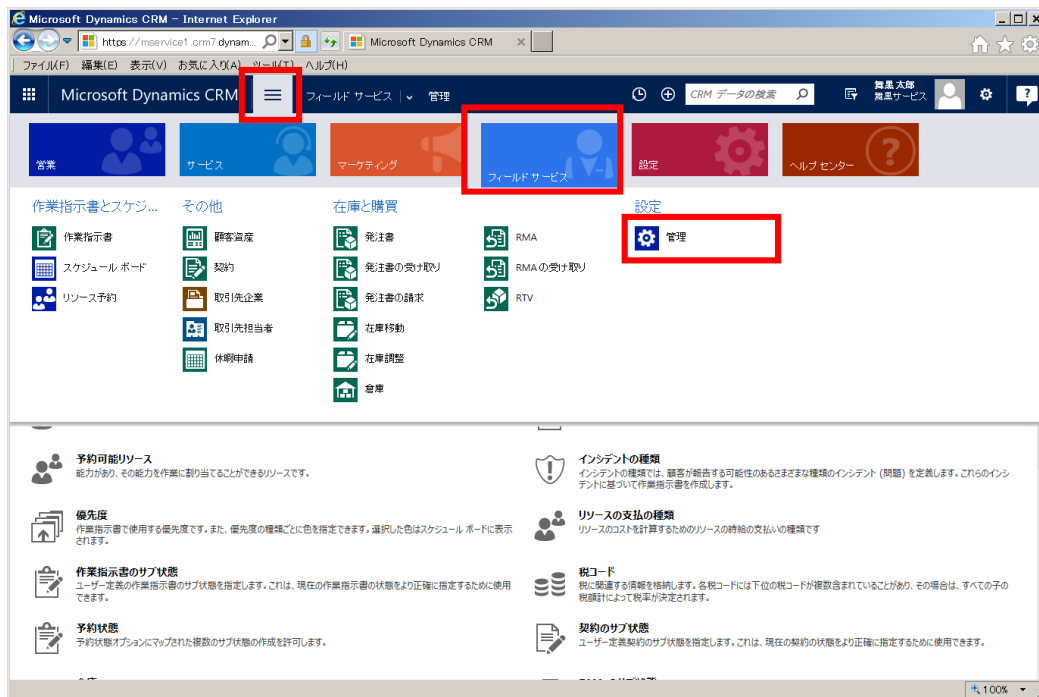 Microsoft Dynamics CRM - Internet Explorer
https://mservice1.crm7.dynam...
Microsoft Dynamics CRM
ファイル(F) 編集(E) 表示(V) お気に入り(A) ツール(T) ヘルプ(H)
Microsoft Dynamics CRM
フィールド サービス
管理
CRM データの検索
舞黒太郎
舞黒サービス
営業
サービス
マーケティング
フィールド サービス
設定
ヘルプ センター
作業指示書とスケジ...
その他
在庫と購買
設定
作業指示書
顧客資産
発注書
RMA
管理
スケジュール ボード
契約
発注書の受け取り
RMA の受け取り
リソース予約
取引先企業
発注書の請求
RTV
取引先担当者
在庫移動
休暇申請
在庫調整
倉庫
予約可能リソース
能力があり、その能力を作業に割り当てることができるリソースです。
インシデントの種類
インシデントの種類では、顧客が報告する可能性のあるさまざまな種類のインシデント (問題) を定義します。これらのインシ
デントに基づいて作業指示書を作成します。
優先度
作業指示書で使用する優先度です。また、優先度の種類ごとに色を指定できます。選択した色はスケジュール ボードに表示
されます。
リソースの支払の種類
リソースのコストを計算するためのリソースの時給の支払いの種類です
作業指示書のサブ状態
ユーザー定義の作業指示書のサブ状態を指定します。これは、現在の作業指示書の状態をより正確に指定するために使用
できます。
税コード
税に関連する情報を格納します。各税コードには下位の税コードが複数含まれていることがあり、その場合は、すべての子の
税額計によって税率が決定されます。
予約状態
予約状態オプションにマップされた複数のサブ状態の作成を許可します。
契約のサブ状態
ユーザー定義契約のサブ状態を指定します。これは、現在の契約の状態をより正確に指定するために使用できます。
100%